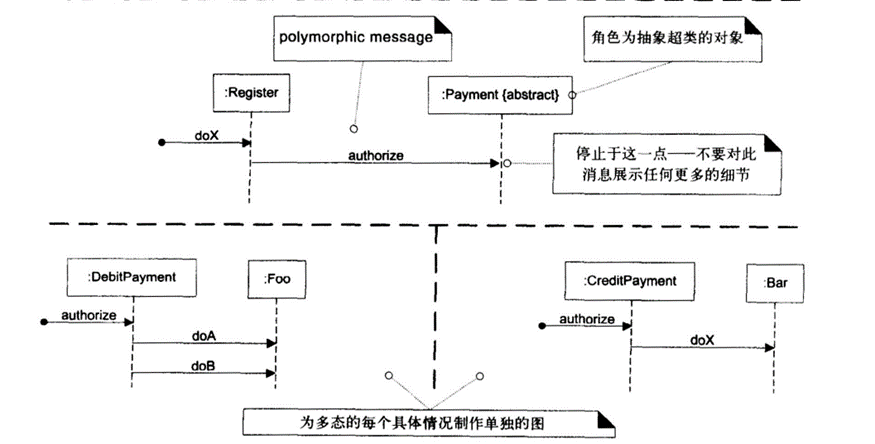 polymorphic message
角色为抽象超类的对象
:Register
:Payment {abstract}
doX
authorize
停止于这一点——不要对此
消息展示任何更多的细节
:DebitPayment
:Foo
:CreditPayment
:Bar
authorize
authorize
doA
doX
doB
为多态的每个具体情况制作单独的图